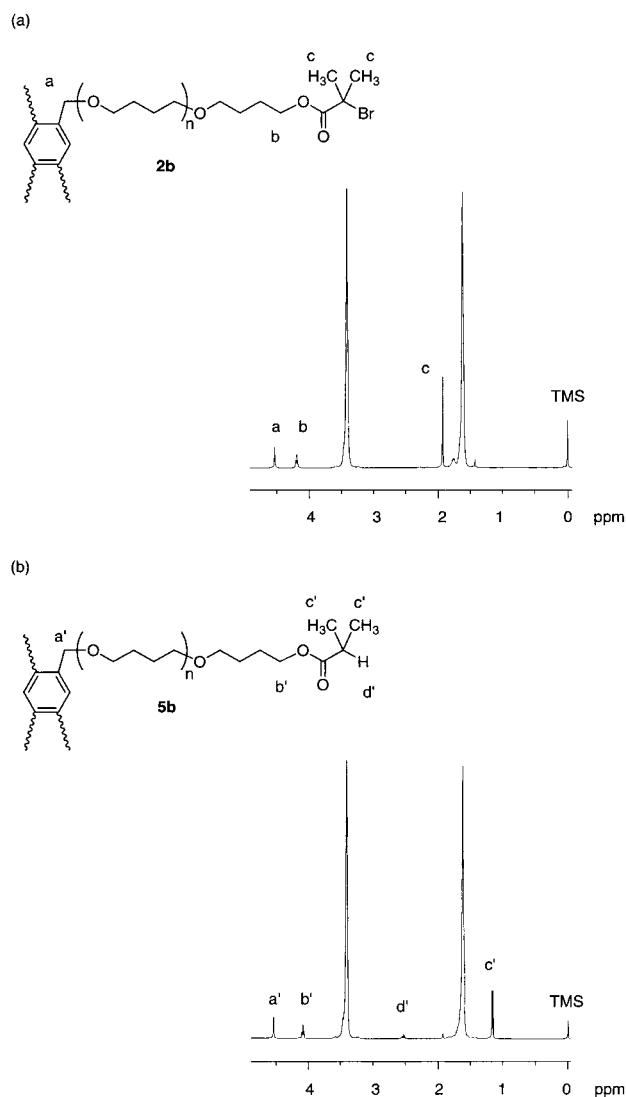 (a)
c c
H3C CH3
a
O O O Br
n
b O
2b
c
TMS
a b
4 3 2 1 0 ppm
(b)
c' c'
H3C CH3
a'
O O O H
n
b' O d'
5b
c'
a' b' d' TMS
4 3 2 1 0 ppm